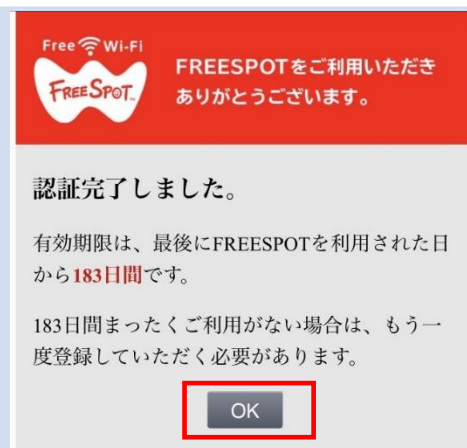 Free Wi-Fi
FREESPOT
FREESPOTをご利用いただき
ありがとうございます。
認証完了しました。
有効期限は、最後にFREESPOTを利用された日
から183日間です。
183日間まったくご利用がない場合は、もう一
度登録していただく必要があります。
OK